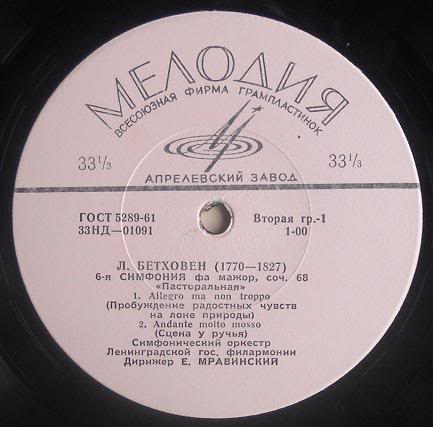 МЕЛОДИЯ
ВСЕСОЮЗНАЯ ФИРМА ГРАМПЛАСТИНОК
33⅓ 33⅓
АПРЕЛЕВСКИЙ ЗАВОД
ГОСТ 5289-61 Вторая гр.-1
33НД—01091 1-00
Л. БЕТХОВЕН (1770—1827)
6-я СИМФОНИЯ фа мажор, соч. 68
«Пасторальная»
1. Allegro ma non troppo
(Пробуждение радостных чувств
на лоне природы)
2. Andante molto mosso
(Сцена у ручья)
Симфонический оркестр
Ленинградской гос. филармонии
Дирижер Е. МРАВИНСКИЙ